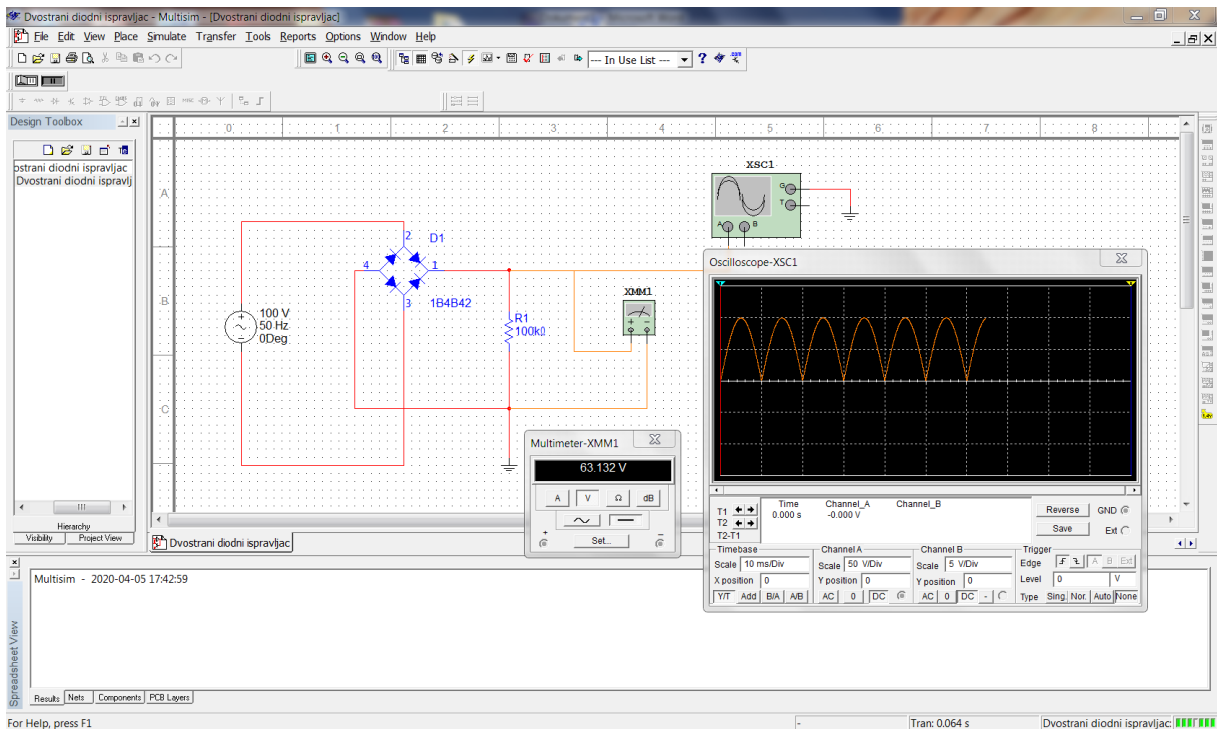 Dvostrani diodni ispravljac - Multisim - [Dvostrani diodni ispravljac]
File Edit View Place Simulate Transfer Tools Reports Options Window Help
--- In Use List ---
Design Toolbox
ostrani diodni ispravljac
Dvostrani diodni ispravlj
Hierarchy
Visibility
Project View
0 1 2 3 4 5 6 7 8
A
B
C
100 V
50 Hz
0Deg
2
D1
4
1
3
1B4B42
R1
100kΩ
XMM1
+ -
XSC1
G
T
A B
Multimeter-XMM1
63.132 V
A V Ω dB
+ Set... -
Oscilloscope-XSC1
Time Channel_A Channel_B
T1 0.000 s -0.000 V
T2
T2-T1
Reverse
Save
GND
Ext
Timebase
Scale 10 ms/Div
X position 0
Y/T Add B/A A/B
Channel A
Scale 50 V/Div
Y position 0
AC 0 DC
Channel B
Scale 5 V/Div
Y position 0
AC 0 DC -
Trigger
Edge A B Ext
Level 0 V
Type Sing. Nor. Auto None
Dvostrani diodni ispravljac
Multisim - 2020-04-05 17:42:59
Spreadsheet View
Results Nets Components PCB Layers
For Help, press F1
-
Tran: 0.064 s
Dvostrani diodni ispravljac: